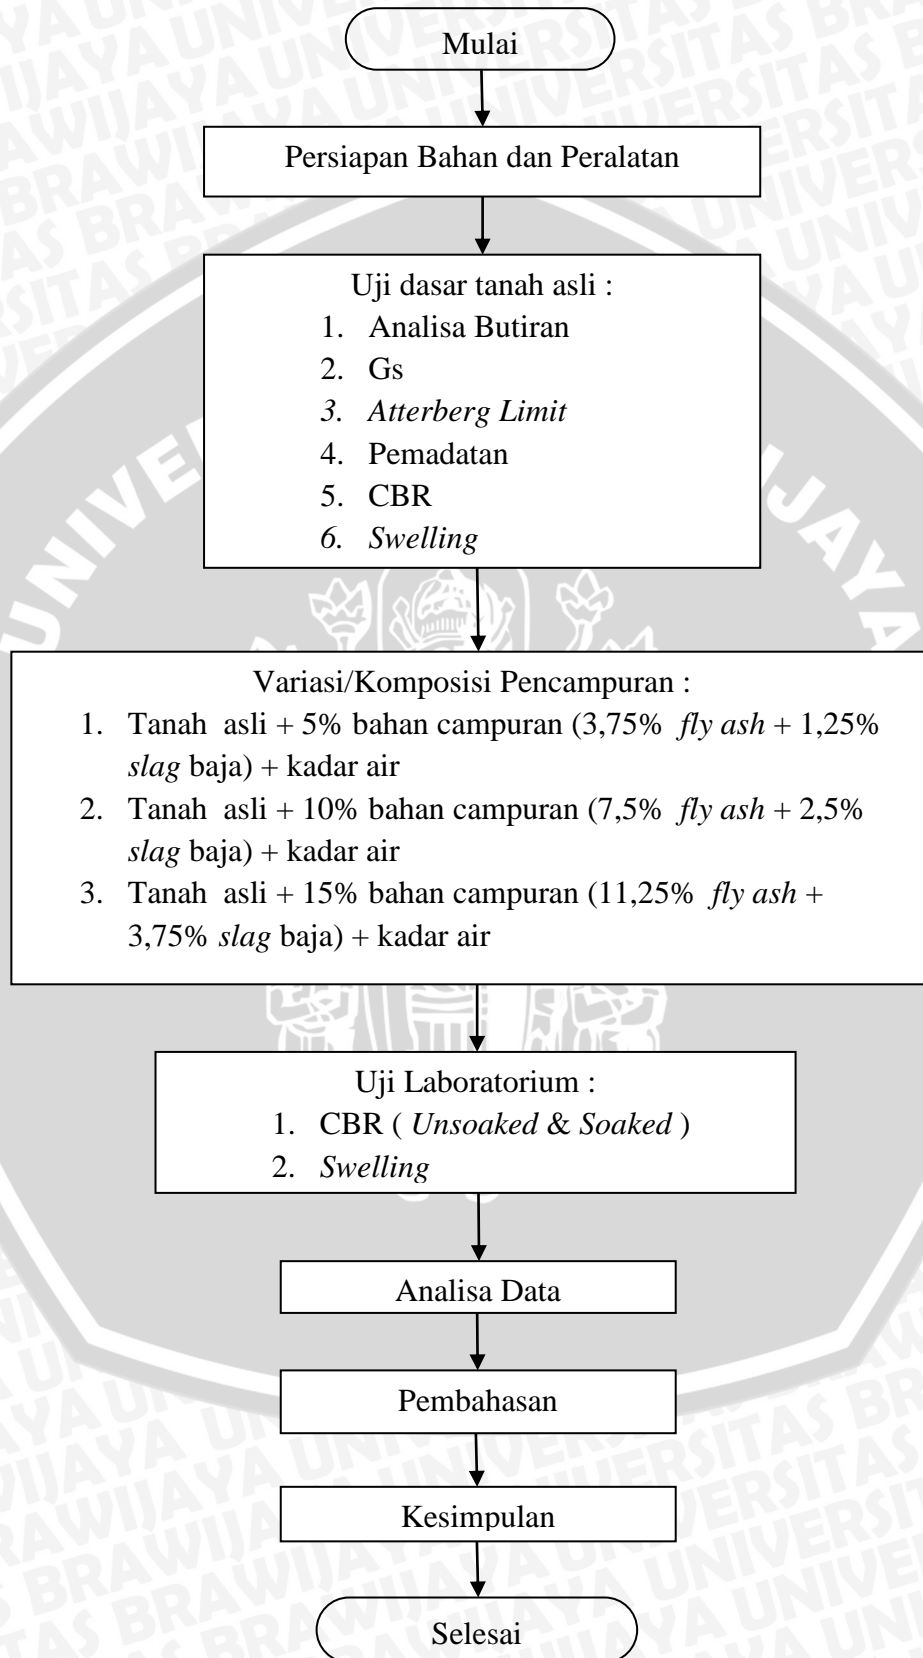 Mulai
Persiapan Bahan dan Peralatan
Uji dasar tanah asli :
1. Analisa Butiran
2. Gs
3. Atterberg Limit
4. Pemadatan
5. CBR
6. Swelling
Variasi/Komposisi Pencampuran :
1. Tanah asli + 5% bahan campuran (3,75% fly ash + 1,25%
slag baja) + kadar air
2. Tanah asli + 10% bahan campuran (7,5% fly ash + 2,5%
slag baja) + kadar air
3. Tanah asli + 15% bahan campuran (11,25% fly ash +
3,75% slag baja) + kadar air
Uji Laboratorium :
1. CBR ( Unsoaked & Soaked )
2. Swelling
Analisa Data
Pembahasan
Kesimpulan
Selesai